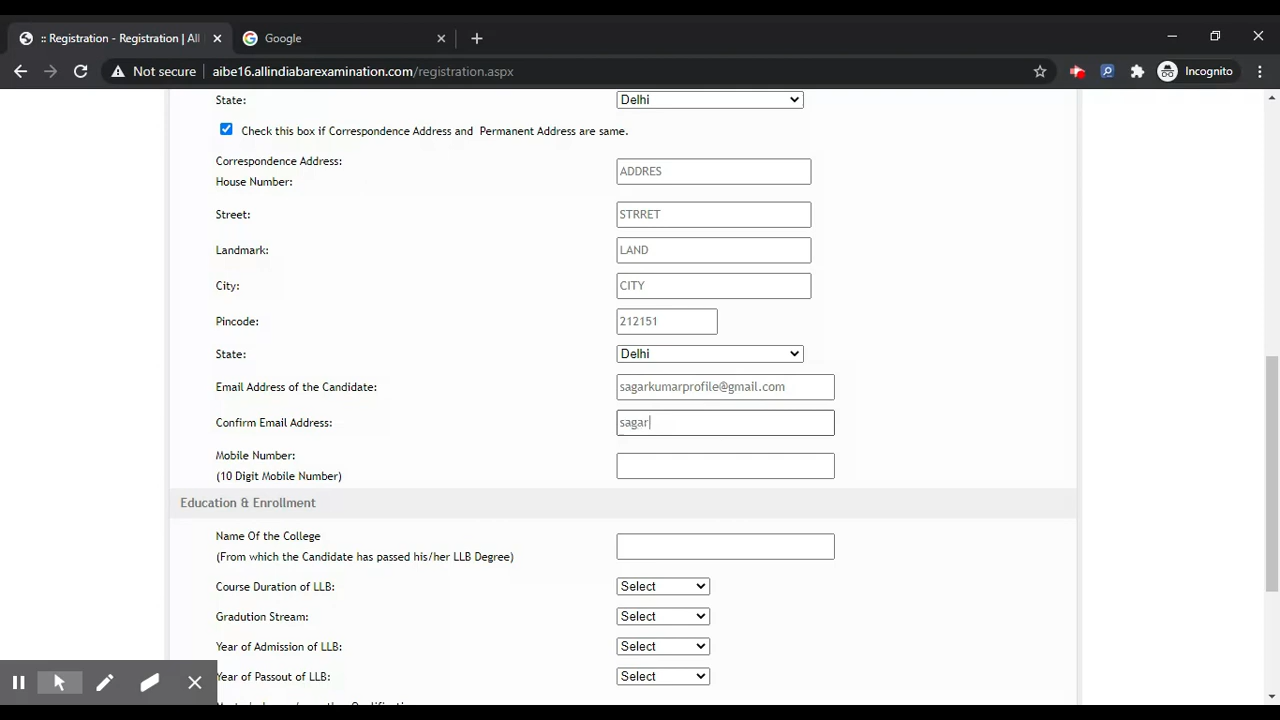 :: Registration - Registration | All
Google
Not secure
aibe16.allindiabarexamination.com/registration.aspx
Incognito
State:
Delhi
Check this box if Correspondence Address and Permanent Address are same.
Correspondence Address:
House Number:
ADDRES
Street:
STRRET
Landmark:
LAND
City:
CITY
Pincode:
212151
State:
Delhi
Email Address of the Candidate:
sagarkumarprofile@gmail.com
Confirm Email Address:
sagar
Mobile Number:
(10 Digit Mobile Number)
Education & Enrollment
Name Of the College
(From which the Candidate has passed his/her LLB Degree)
Course Duration of LLB:
Select
Gradution Stream:
Select
Year of Admission of LLB:
Select
Year of Passout of LLB:
Select